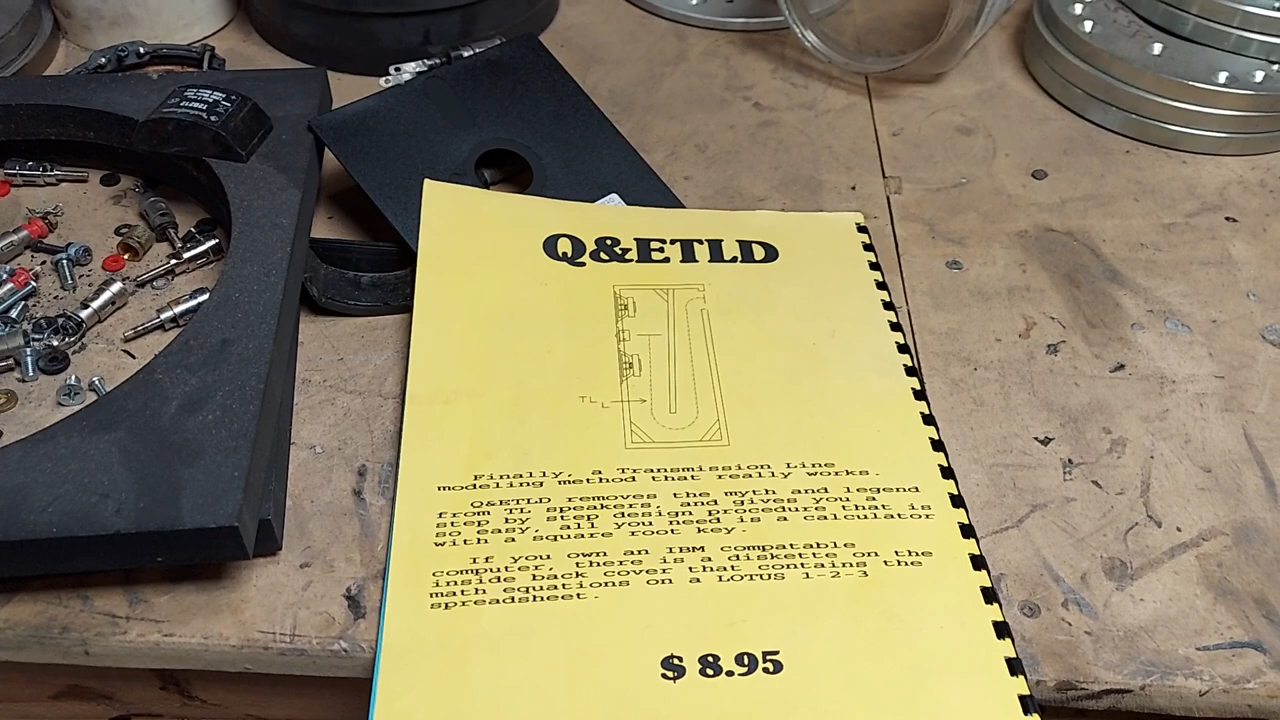 Q&ETLD
TL L
Finally, a Transmission Line
modeling method that really works.
Q&ETLD removes the myth and legend
from TL speakers, and gives you a
step by step design procedure that is
so easy, all you need is a calculator
with a square root key.
If you own an IBM compatable
computer, there is a diskette on the
inside back cover that contains the
math equations on a LOTUS 1-2-3
spreadsheet.
$ 8.95